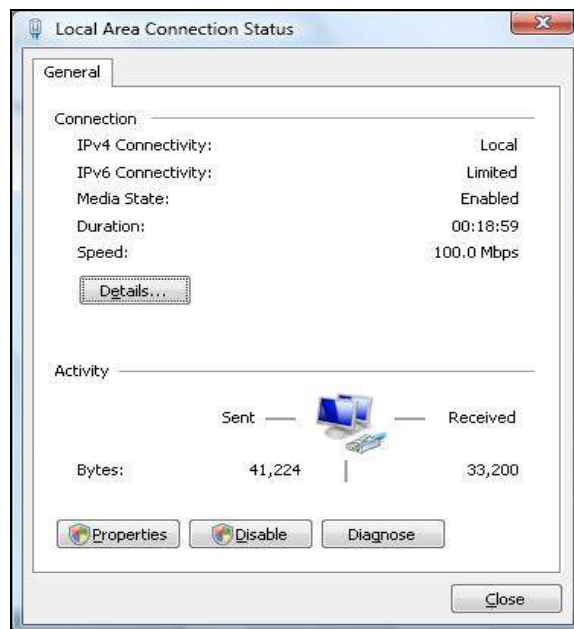 Local Area Connection Status
General
Connection
IPv4 Connectivity: Local
IPv6 Connectivity: Limited
Media State: Enabled
Duration: 00:18:59
Speed: 100.0 Mbps
Details...
Activity
Sent Received
Bytes: 41,224 33,200
Properties Disable Diagnose
Close